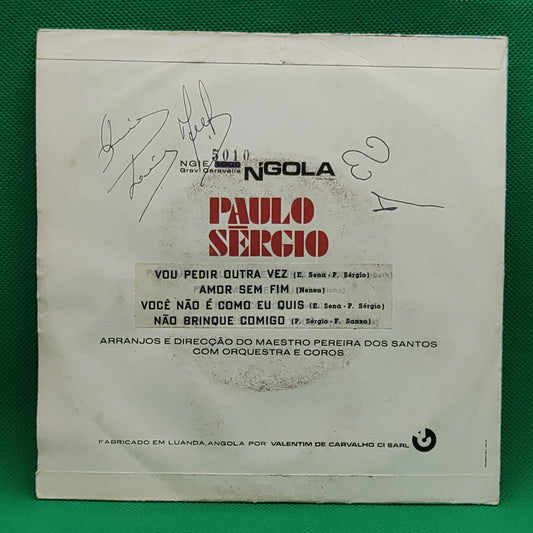 5010
NGIE
Gravi Caravelle
NGOLA
PAULO
SÉRGIO
VOU PEDIR OUTRA VEZ (E. Sena - P. Sérgio)
AMOR SEM FIM (Neneu)
VOCÊ NÃO É COMO EU QUIS (E. Sena - P. Sérgio)
NÃO BRINQUE COMIGO (P. Sérgio - F. Sanxo)
ARRANJOS E DIRECÇÃO DO MAESTRO PEREIRA DOS SANTOS
COM ORQUESTRA E COROS
FABRICADO EM LUANDA, ANGOLA POR VALENTIM DE CARVALHO CI SARL